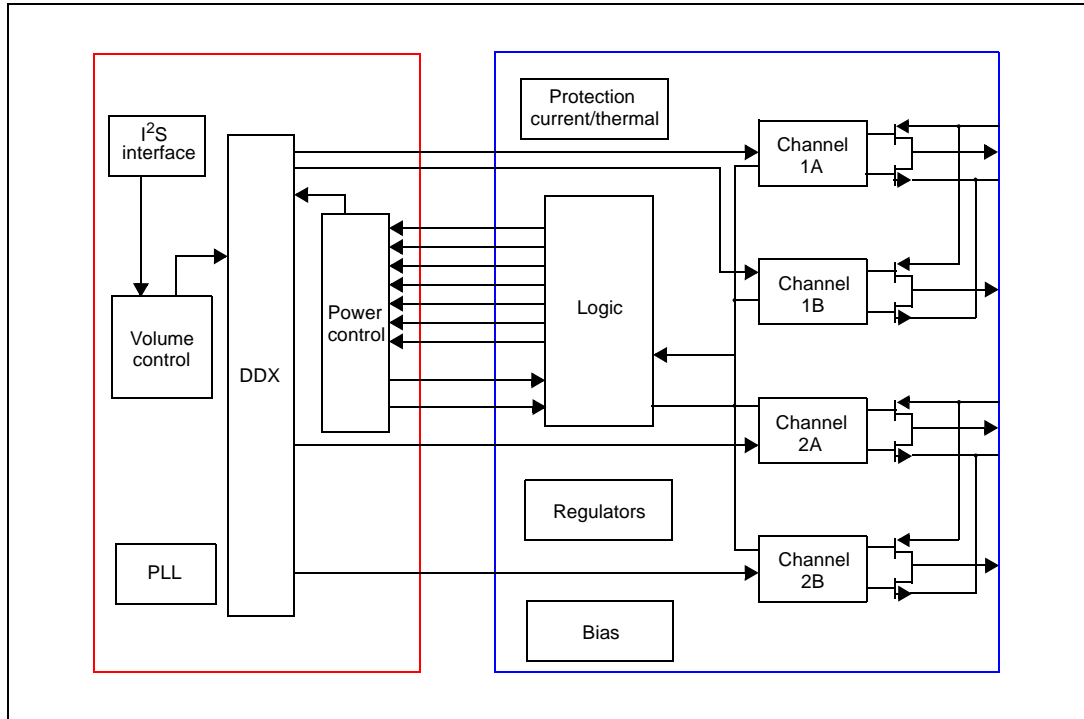 I²S
interface
Volume
control
DDX
PLL
Power
control
Protection
current/thermal
Logic
Regulators
Bias
Channel
1A
Channel
1B
Channel
2A
Channel
2B